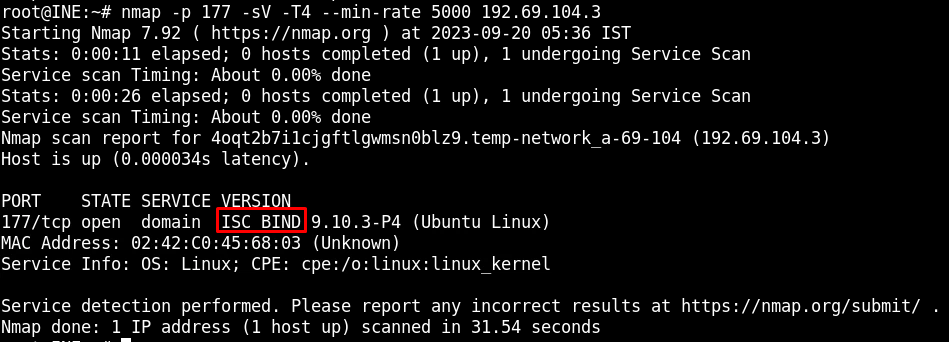 root@INE:~# nmap -p 177 -sV -T4 --min-rate 5000 192.69.104.3
Starting Nmap 7.92 ( https://nmap.org ) at 2023-09-20 05:36 IST
Stats: 0:00:11 elapsed; 0 hosts completed (1 up), 1 undergoing Service Scan
Service scan Timing: About 0.00% done
Stats: 0:00:26 elapsed; 0 hosts completed (1 up), 1 undergoing Service Scan
Service scan Timing: About 0.00% done
Nmap scan report for 4oqt2b7i1cjgftlgwmsn0blz9.temp-network_a-69-104 (192.69.104.3)
Host is up (0.000034s latency).
PORT    STATE SERVICE VERSION
177/tcp open  domain  ISC BIND 9.10.3-P4 (Ubuntu Linux)
MAC Address: 02:42:C0:45:68:03 (Unknown)
Service Info: OS: Linux; CPE: cpe:/o:linux:linux_kernel
Service detection performed. Please report any incorrect results at https://nmap.org/submit/ .
Nmap done: 1 IP address (1 host up) scanned in 31.54 seconds